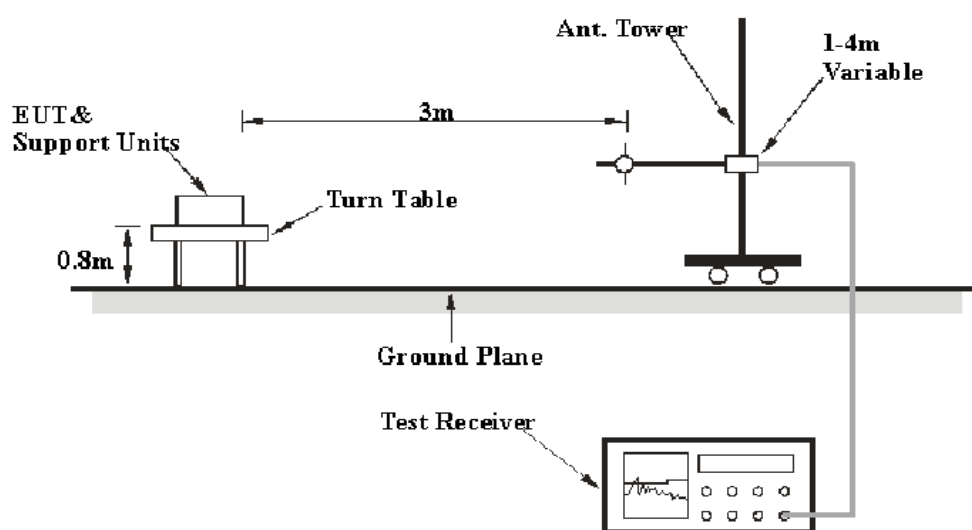 Ant. Tower
1-4m
Variable
EUT&
Support Units
3m
Turn Table
0.8m
Ground Plane
Test Receiver